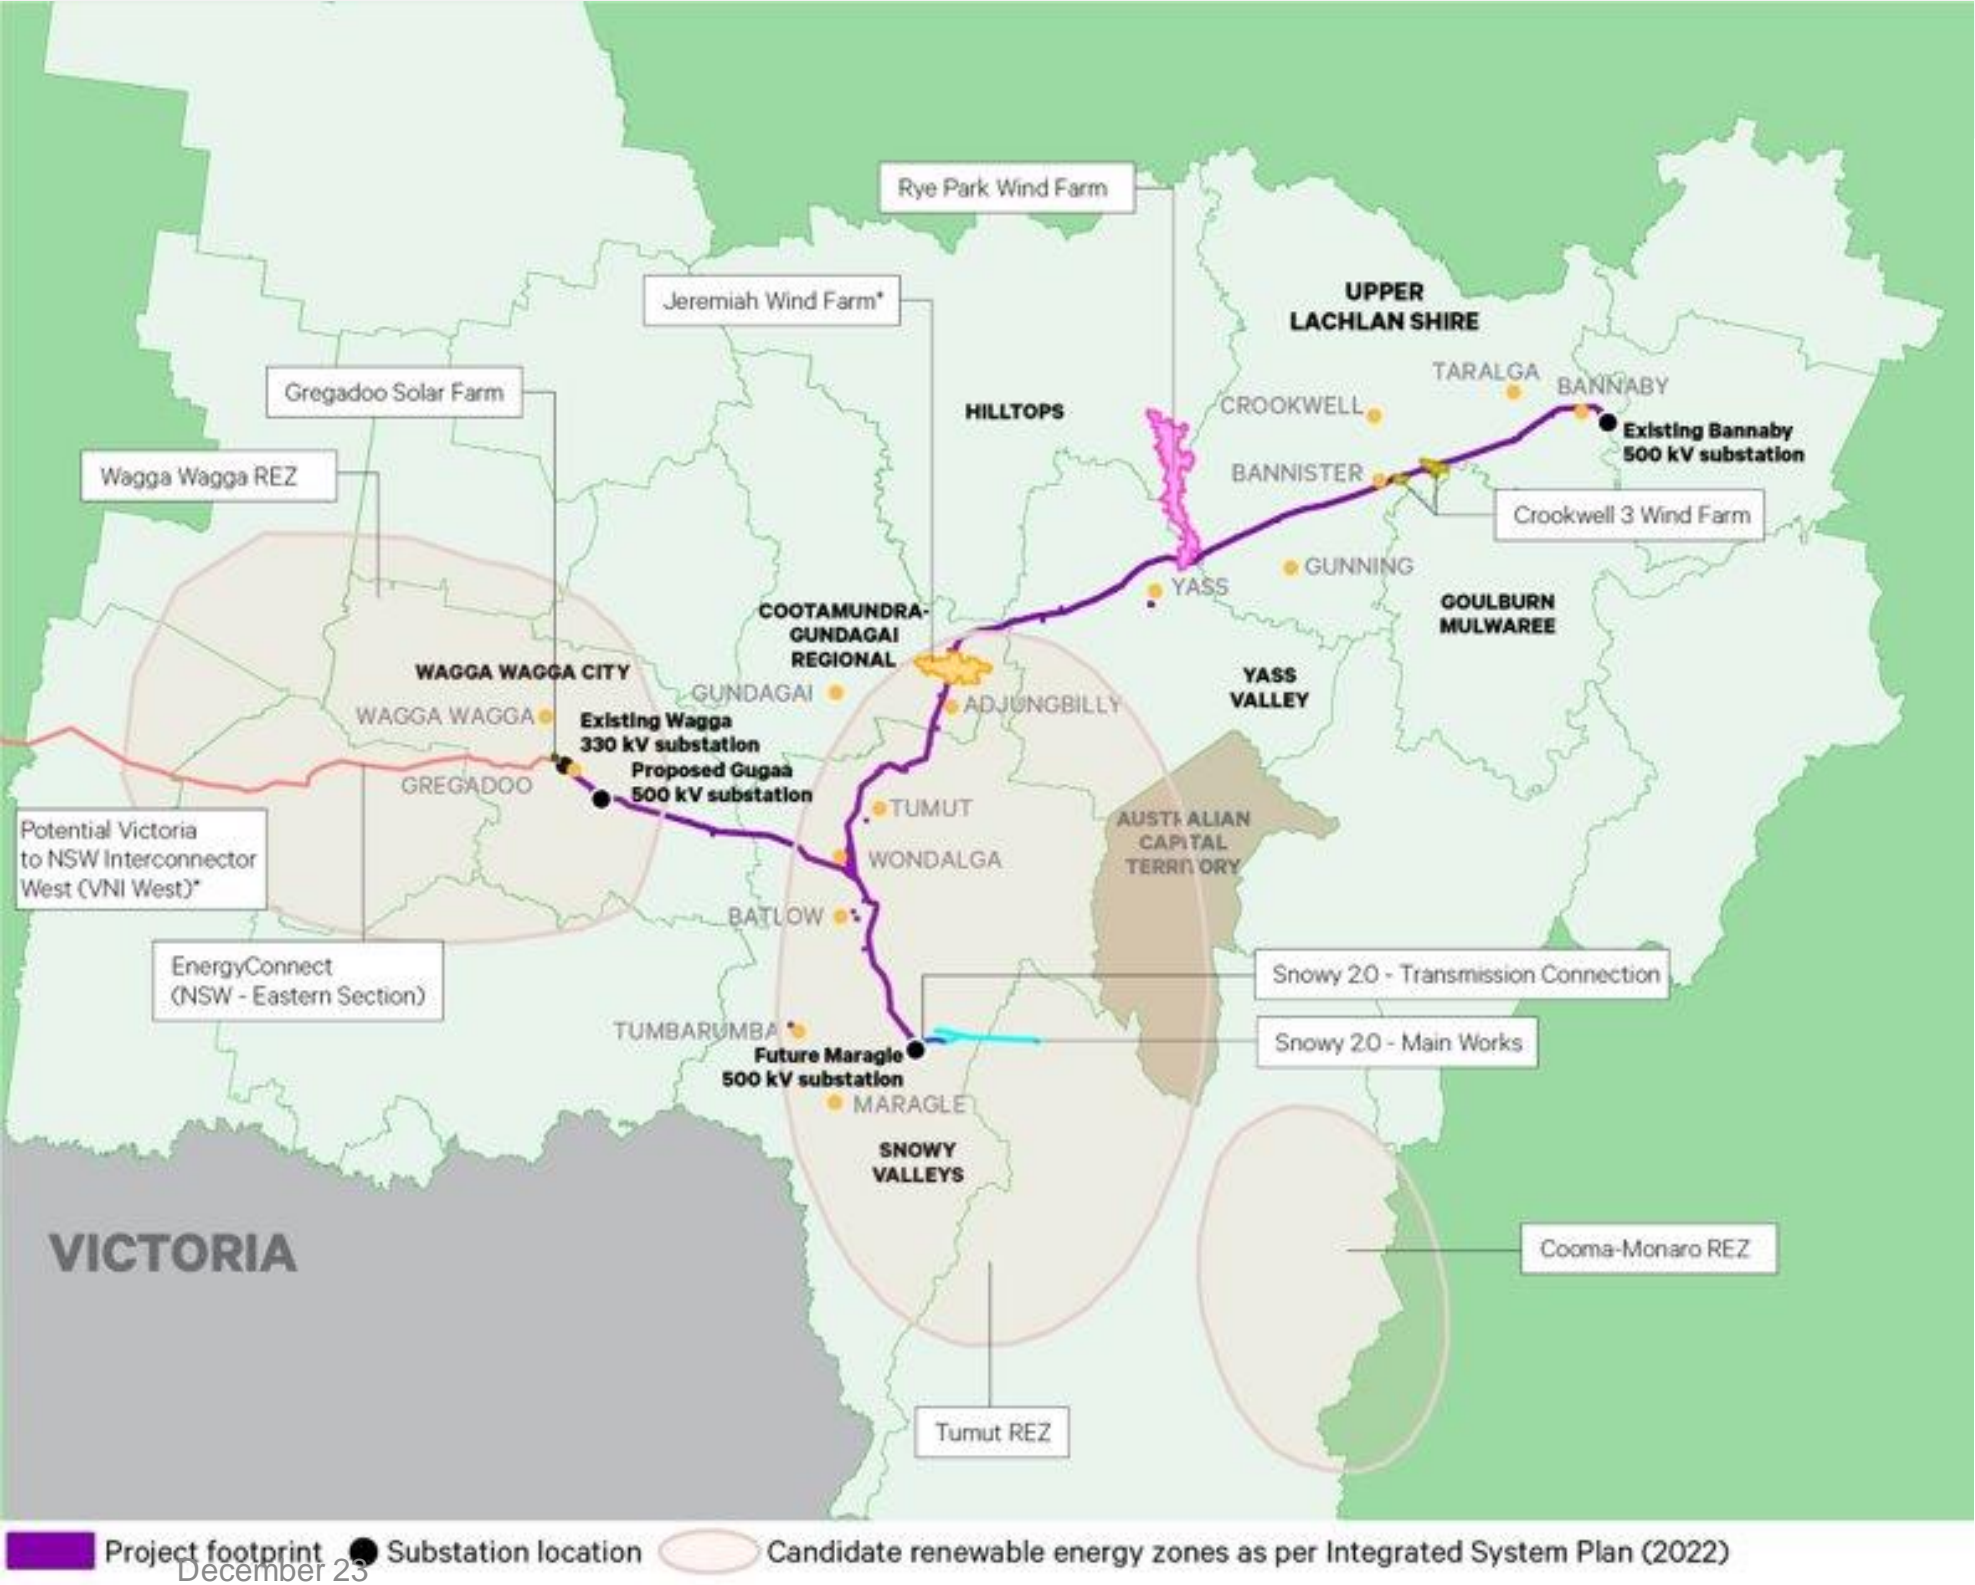 Rye Park Wind Farm
Jeremiah Wind Farm*
UPPER
LACHLAN SHIRE
Gregadoo Solar Farm
TARALGA
BANNABY
CROOKWELL
HILLTOPS
Existing Bannaby
500 kV substation
Wagga Wagga REZ
BANNISTER
Crookwell 3 Wind Farm
GUNNING
YASS
COOTAMUNDRA-
GUNDAGAI
REGIONAL
GOULBURN
MULWAREE
WAGGA WAGGA CITY
YASS
VALLEY
GUNDAGAI
ADJUNGBILLY
WAGGA WAGGA
Existing Wagga
330 kV substation
Proposed Gugaa
500 kV substation
GREGADOO
TUMUT
Potential Victoria
to NSW Interconnector
West (VNI West)*
AUSTRALIAN
CAPITAL
TERRITORY
WONDALGA
BATLOW
EnergyConnect
(NSW - Eastern Section)
Snowy 2.0 - Transmission Connection
TUMBARUMBA
Snowy 2.0 - Main Works
Future Maragle
500 kV substation
MARAGLE
SNOWY
VALLEYS
VICTORIA
Cooma-Monaro REZ
Tumut REZ
Project footprint
Substation location
Candidate renewable energy zones as per Integrated System Plan (2022)
December 23